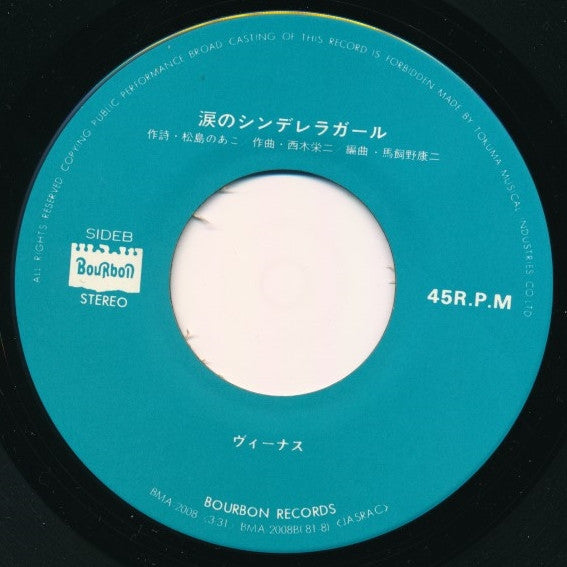 ALL RIGHTS RESERVED COPYING PUBLIC PERFORMANCE BROAD CASTING OF THIS RECORD IS FORBIDDEN MADE BY TOKUMA MUSICAL INDUSTRIES CO LTD
涙のシンデレラガール
作詩・松島のあこ 作曲・西木栄二 編曲・馬飼野康二
SIDEB
BouRboN
STEREO
45R.P.M
ヴィーナス
BOURBON RECORDS
BMA-2008 (3:31 BMA-2008B('81-8) (JASRAC)